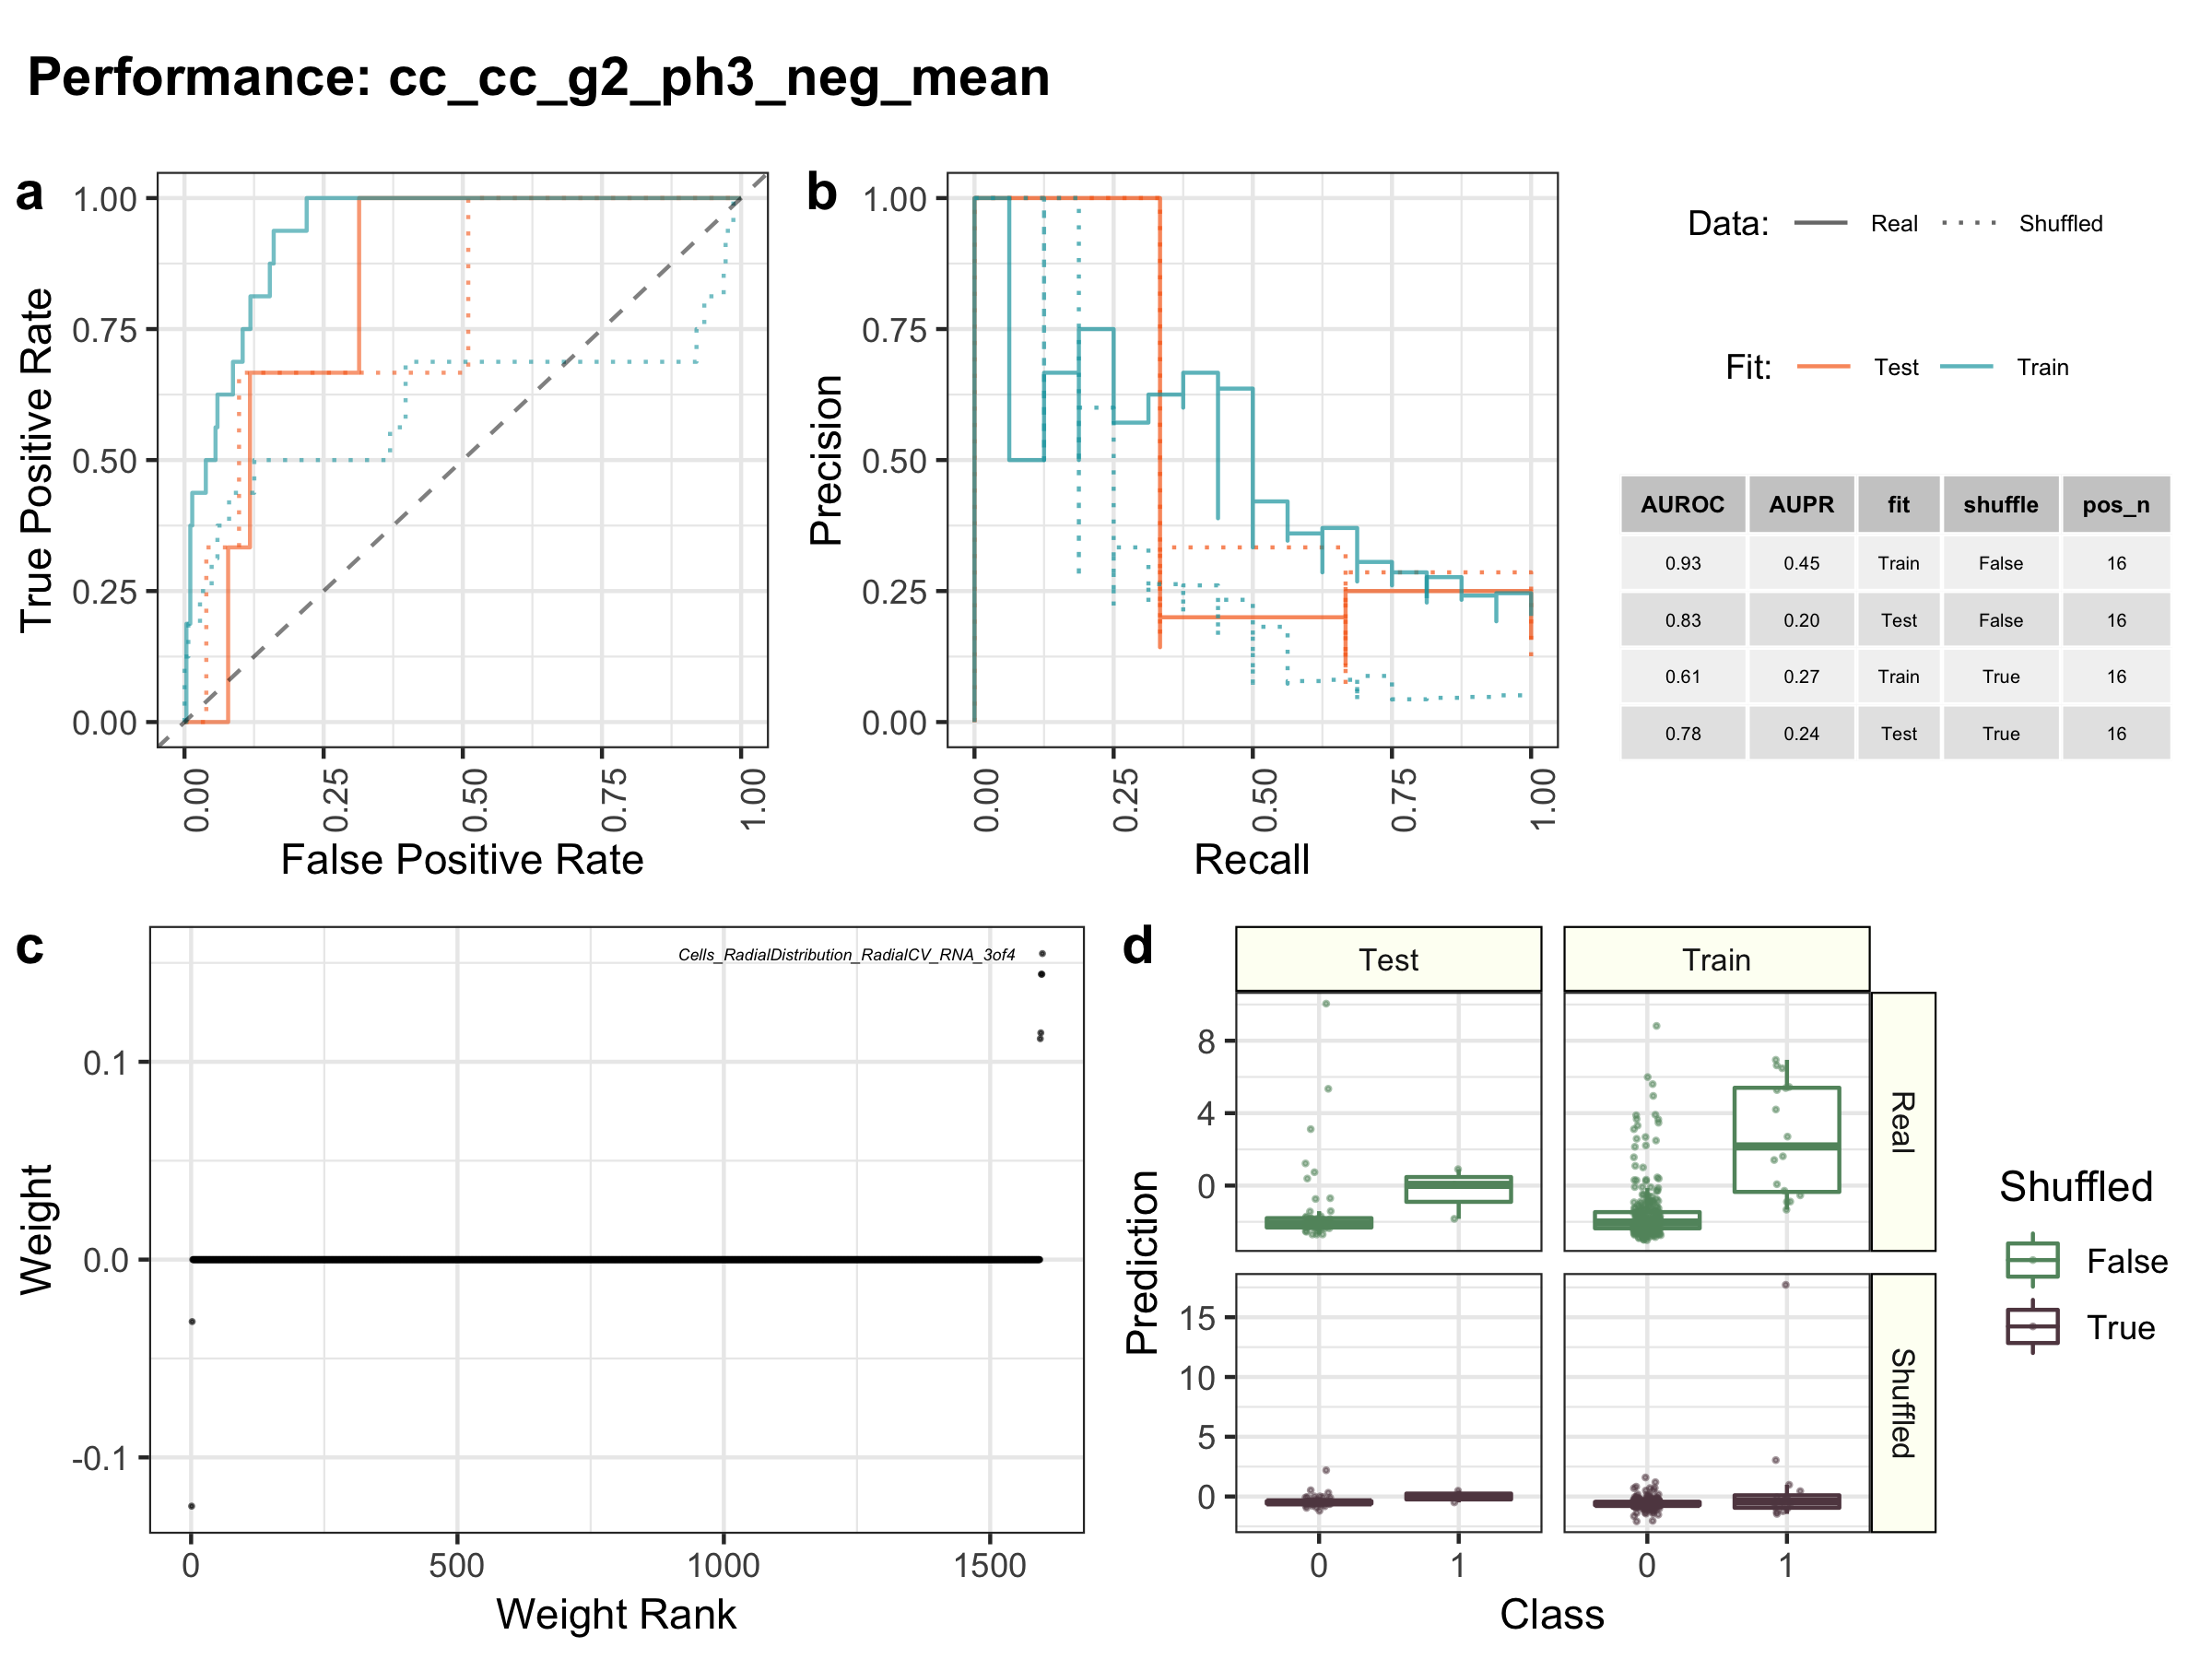 Performance: cc_cc_g2_ph3_neg_mean
a
True Positive Rate
1.00
0.75
0.50
0.25
0.00
0.00 0.25 0.50 0.75 1.00
False Positive Rate
b
Precision
1.00
0.75
0.50
0.25
0.00
0.00 0.25 0.50 0.75 1.00
Recall
Data: Real Shuffled
Fit: Test Train
AUROC AUPR fit shuffle pos_n
0.93 0.45 Train False 16
0.83 0.20 Test False 16
0.61 0.27 Train True 16
0.78 0.24 Test True 16
c
Weight
Cells_RadialDistribution_RadialCV_RNA_3of4
0.1
0.0
-0.1
0 500 1000 1500
Weight Rank
d
Test Train
Prediction
8
4
0
Real
15
10
5
0
Shuffled
0 1 0 1
Class
Shuffled
False
True